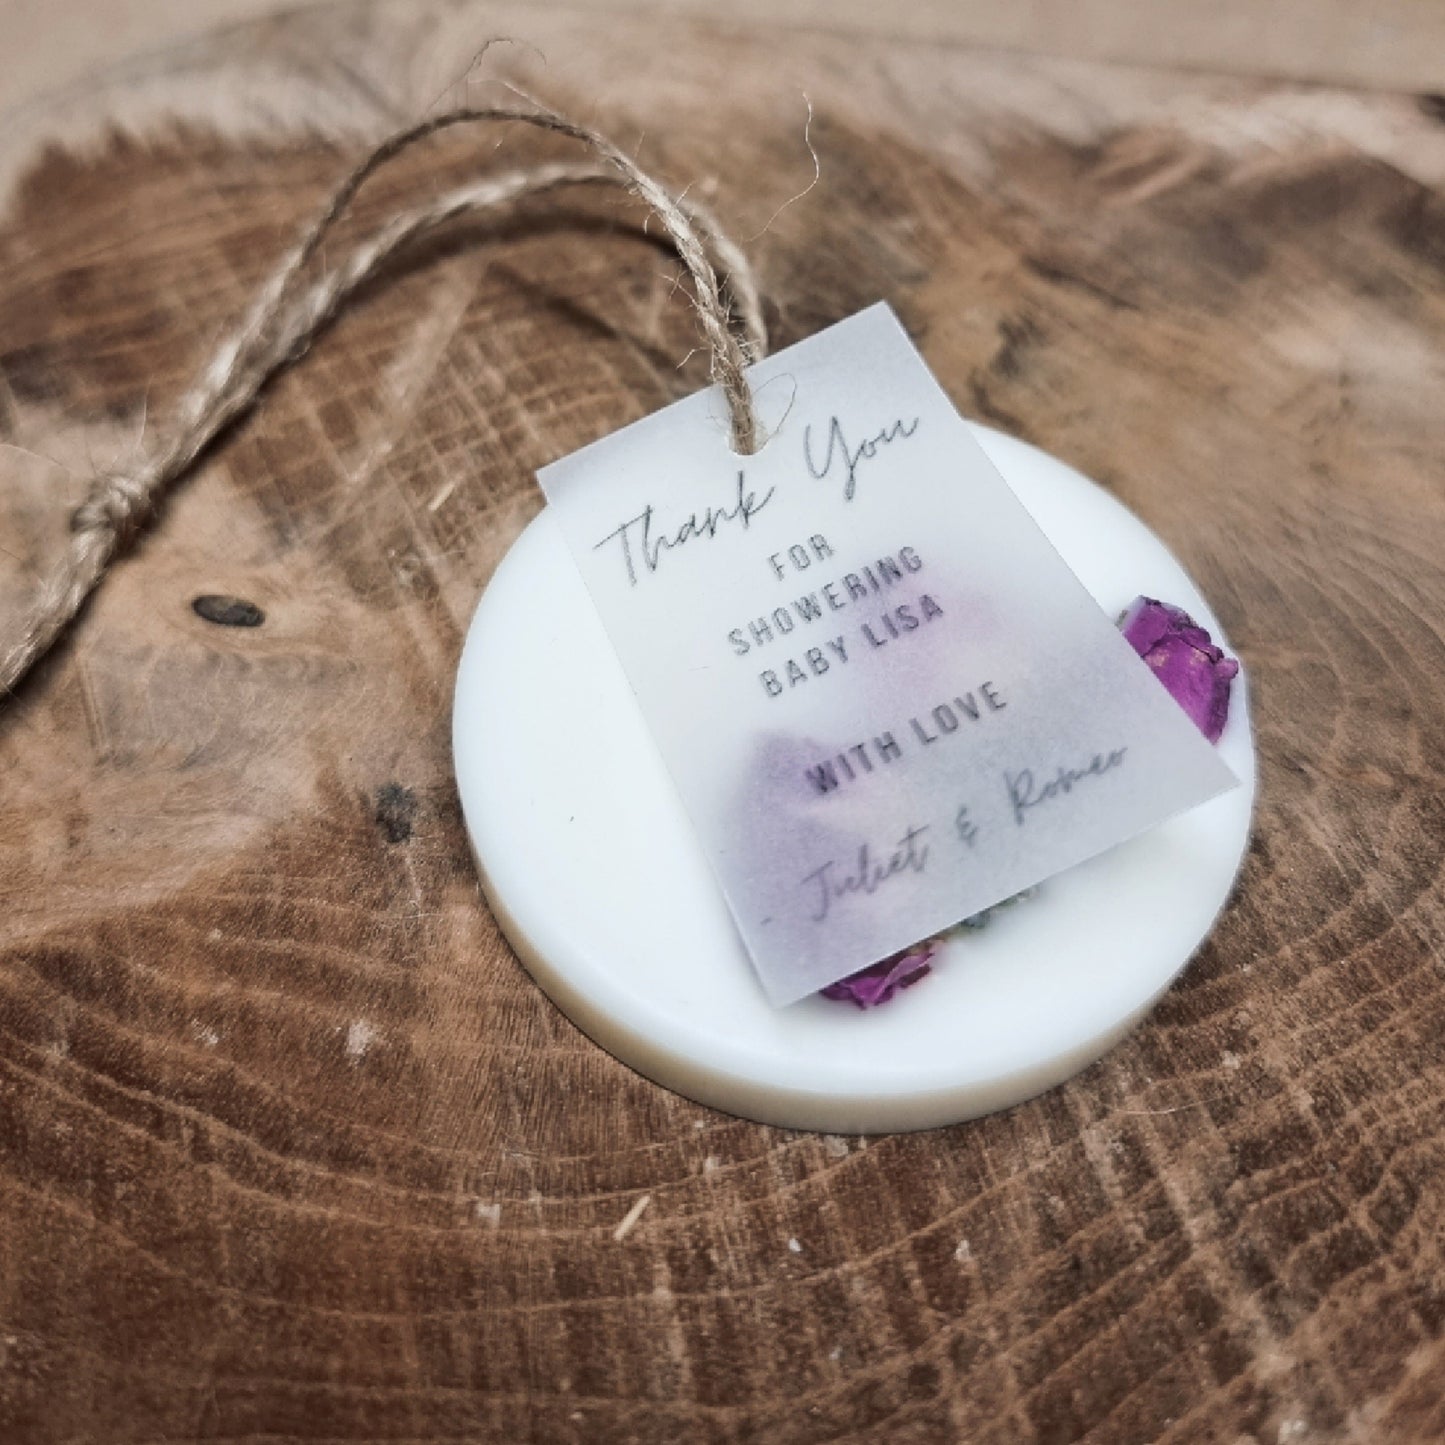 Thank You
FOR
SHOWERING
BABY LISA
WITH LOVE
- Juliet & Romeo